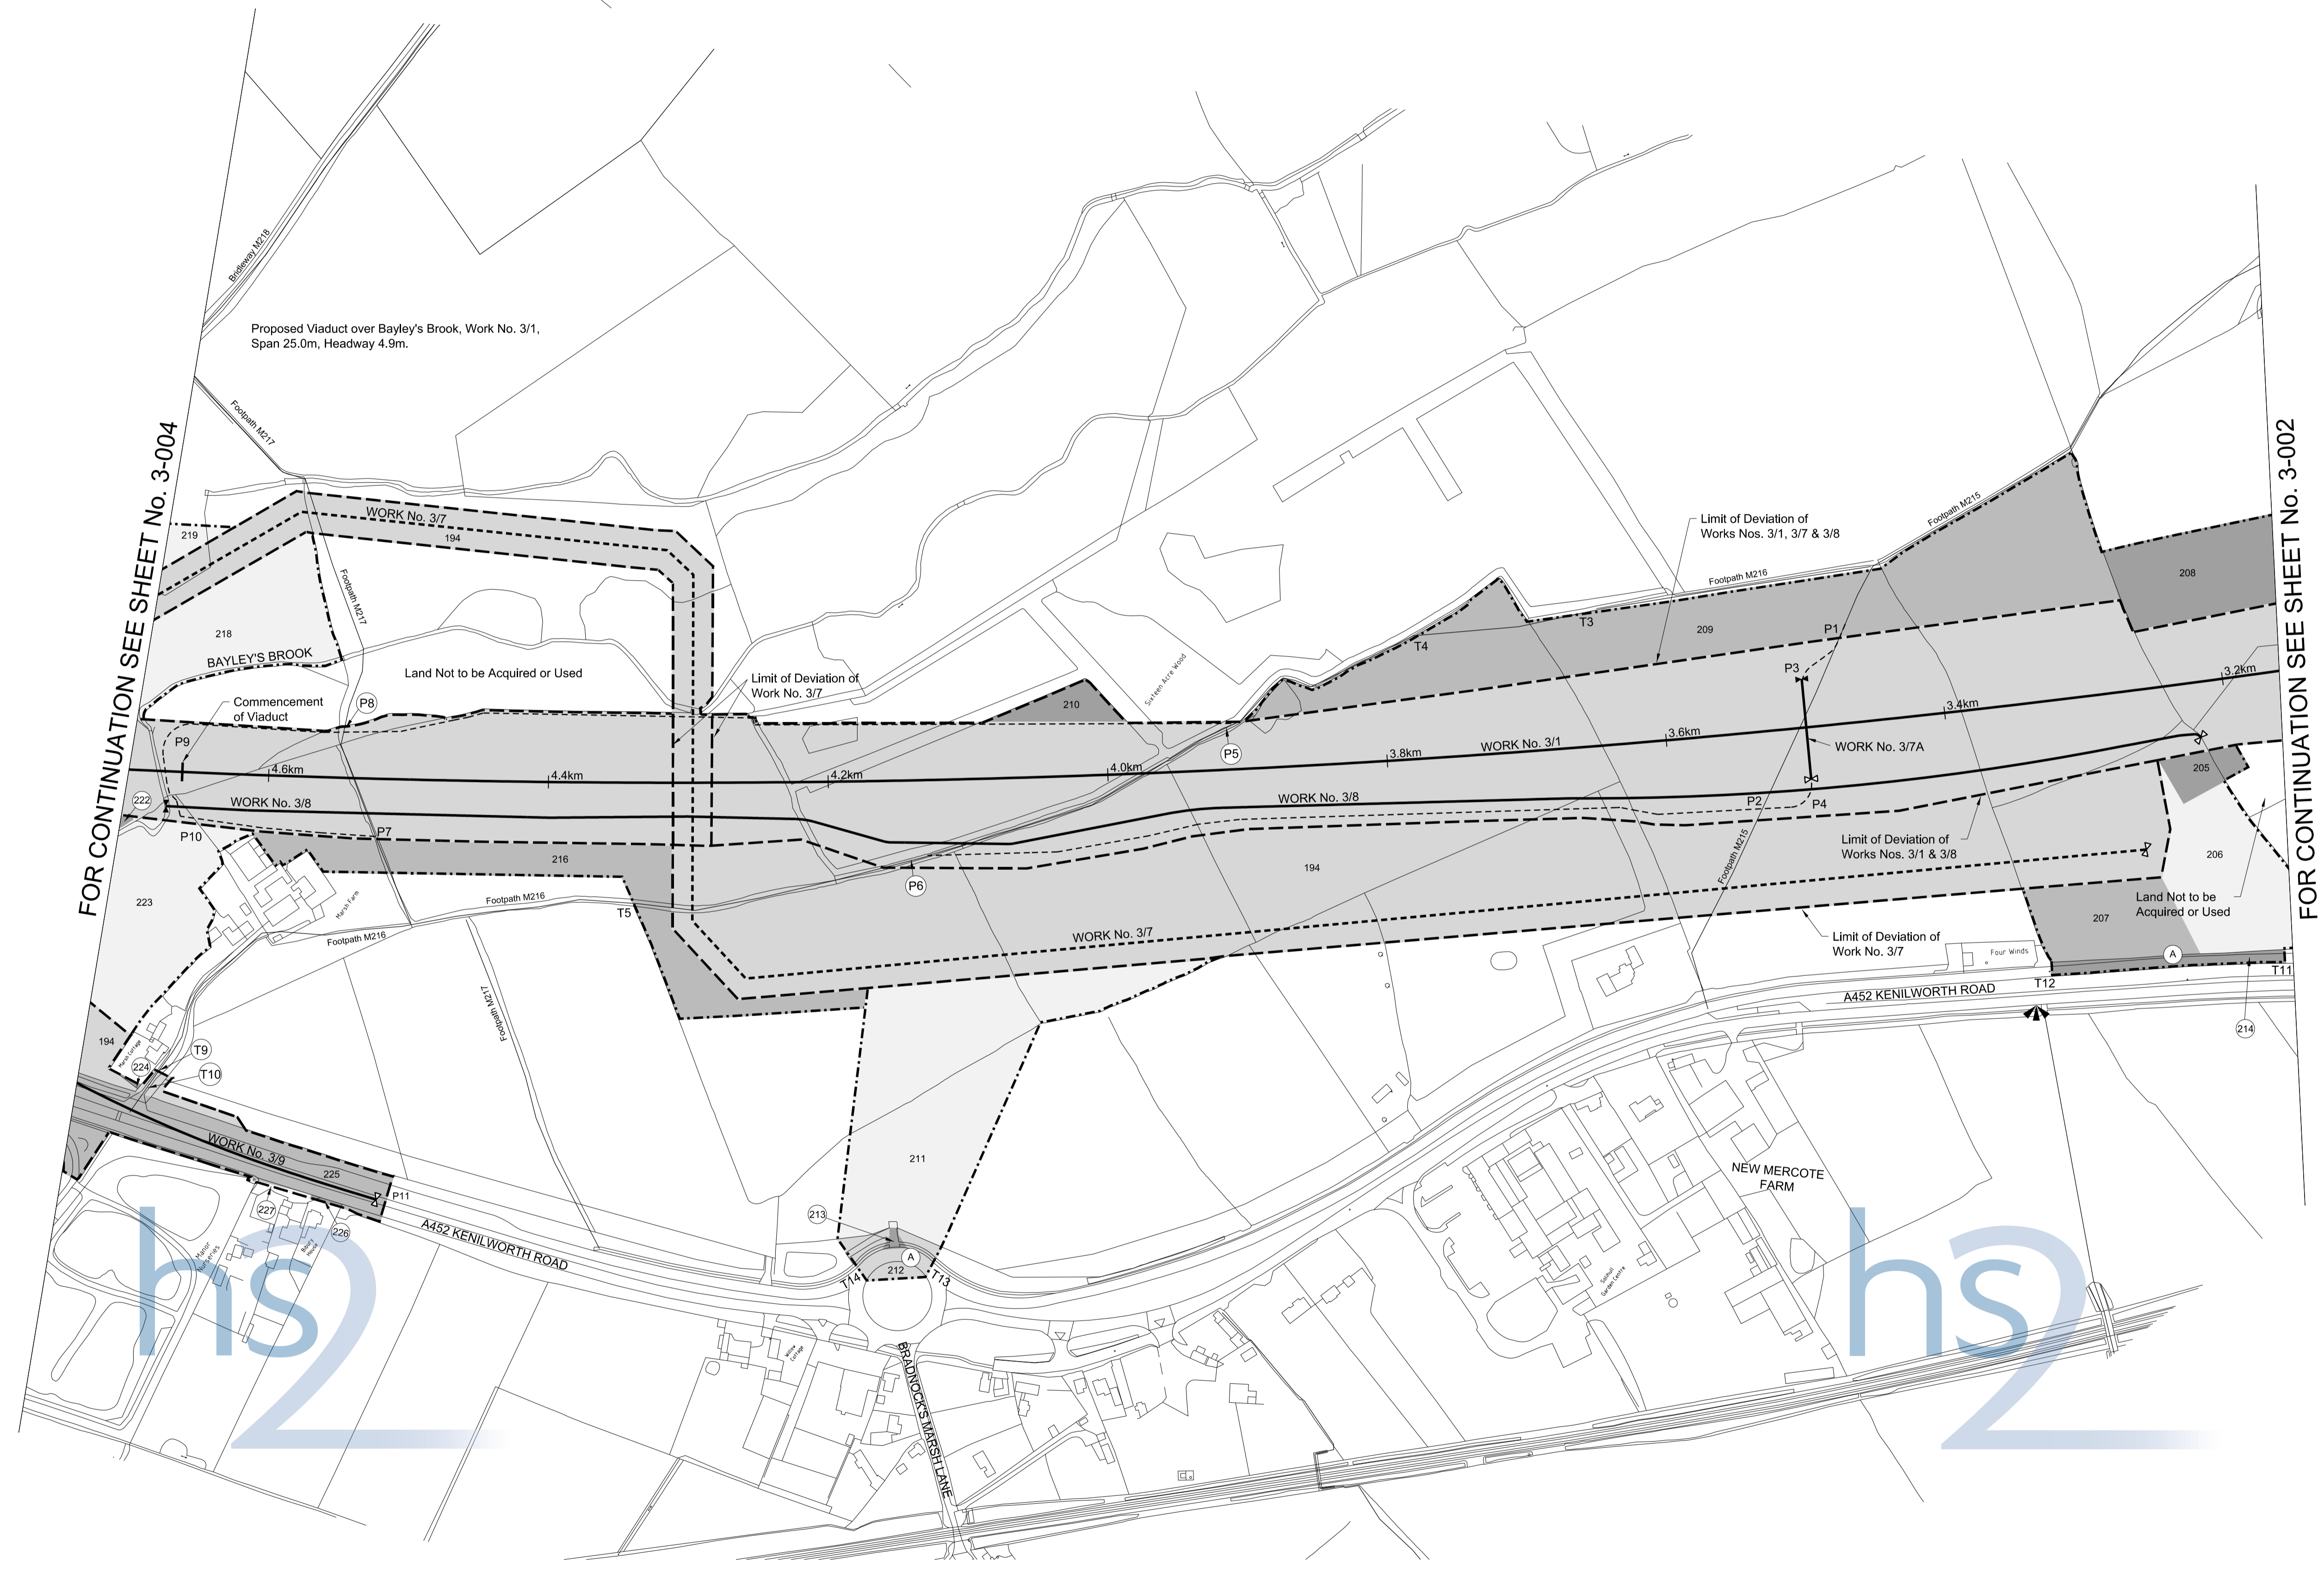 Bridleway M218
Proposed Viaduct over Bayley's Brook, Work No. 3/1,
Span 25.0m, Headway 4.9m.
Footpath M217
FOR CONTINUATION SEE SHEET No. 3-004
FOR CONTINUATION SEE SHEET No. 3-002
219
WORK No. 3/7
194
Footpath M217
218
BAYLEY'S BROOK
Land Not to be Acquired or Used
Limit of Deviation of
Work No. 3/7
Commencement
of Viaduct
P8
P9
210
Sixteen Acre Wood
P5
T4
T3
209
Footpath M216
Footpath M215
Limit of Deviation of
Works Nos. 3/1, 3/7 & 3/8
208
P1
P3
3.2km
3.4km
3.6km
3.8km
4.0km
4.2km
4.4km
4.6km
WORK No. 3/1
WORK No. 3/7A
205
222
WORK No. 3/8
WORK No. 3/8
P2
P4
P10
P7
Limit of Deviation of
Works Nos. 3/1 & 3/8
Footpath M215
206
216
194
P6
223
Marsh Farm
Footpath M216
Footpath M216
T5
WORK No. 3/7
Limit of Deviation of
Work No. 3/7
Land Not to be
Acquired or Used
207
A
Four Winds
T11
T12
214
A452 KENILWORTH ROAD
Footpath M217
194
Marsh Cottage
224
T9
T10
WORK No. 3/9
225
P11
227
226
Manor
Nurseries
Boury
House
A452 KENILWORTH ROAD
211
213
A
212
T14
T13
NEW MERCOTE
FARM
Solihull
Garden Centre
Willow
Cottage
BRADNOCK'S MARSH LANE
hs2
hs2